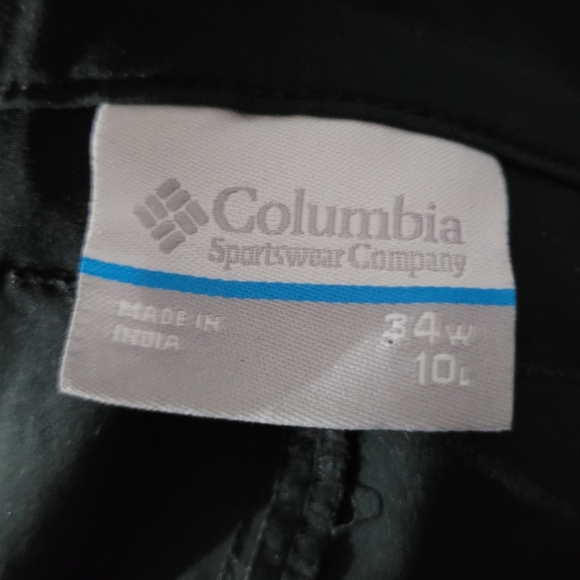 Columbia
Sportswear Company
MADE IN
INDIA
34W
10L